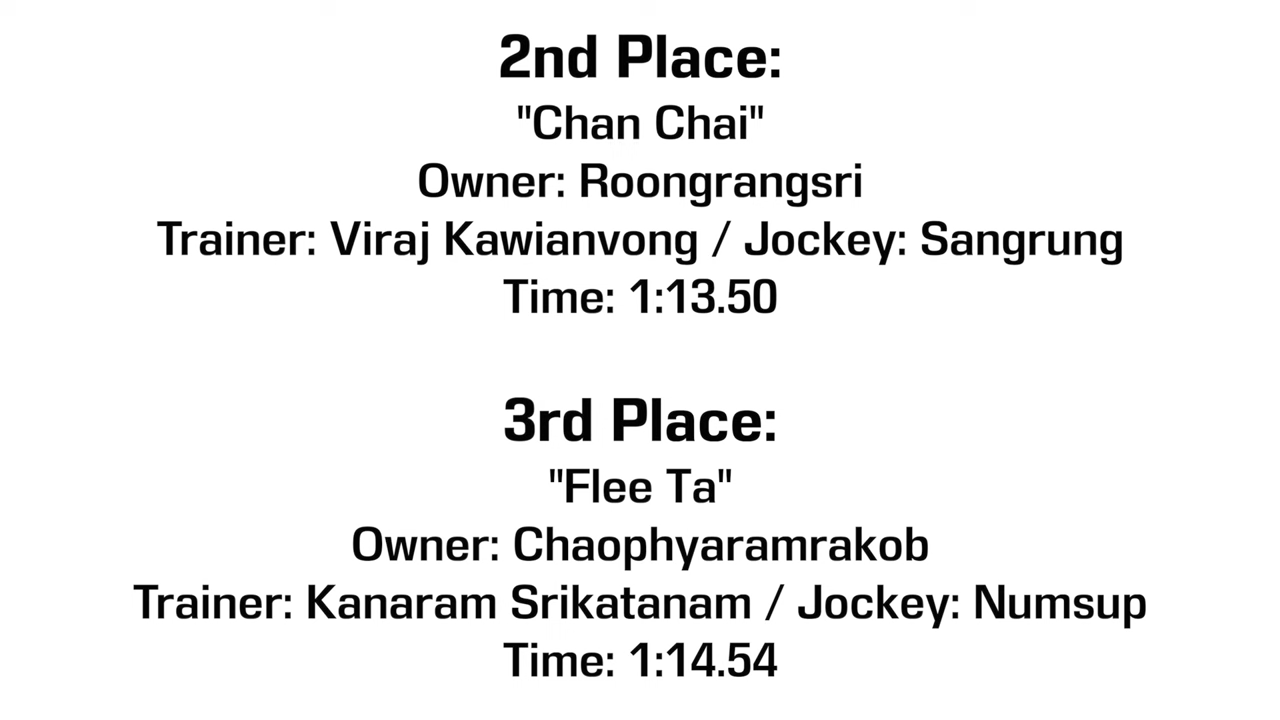 2nd Place:
"Chan Chai"
Owner: Roongrangsri
Trainer: Viraj Kawianvong / Jockey: Sangrung
Time: 1:13.50
3rd Place:
"Flee Ta"
Owner: Chaophyaramrakob
Trainer: Kanaram Srikatanam / Jockey: Numsup
Time: 1:14.54